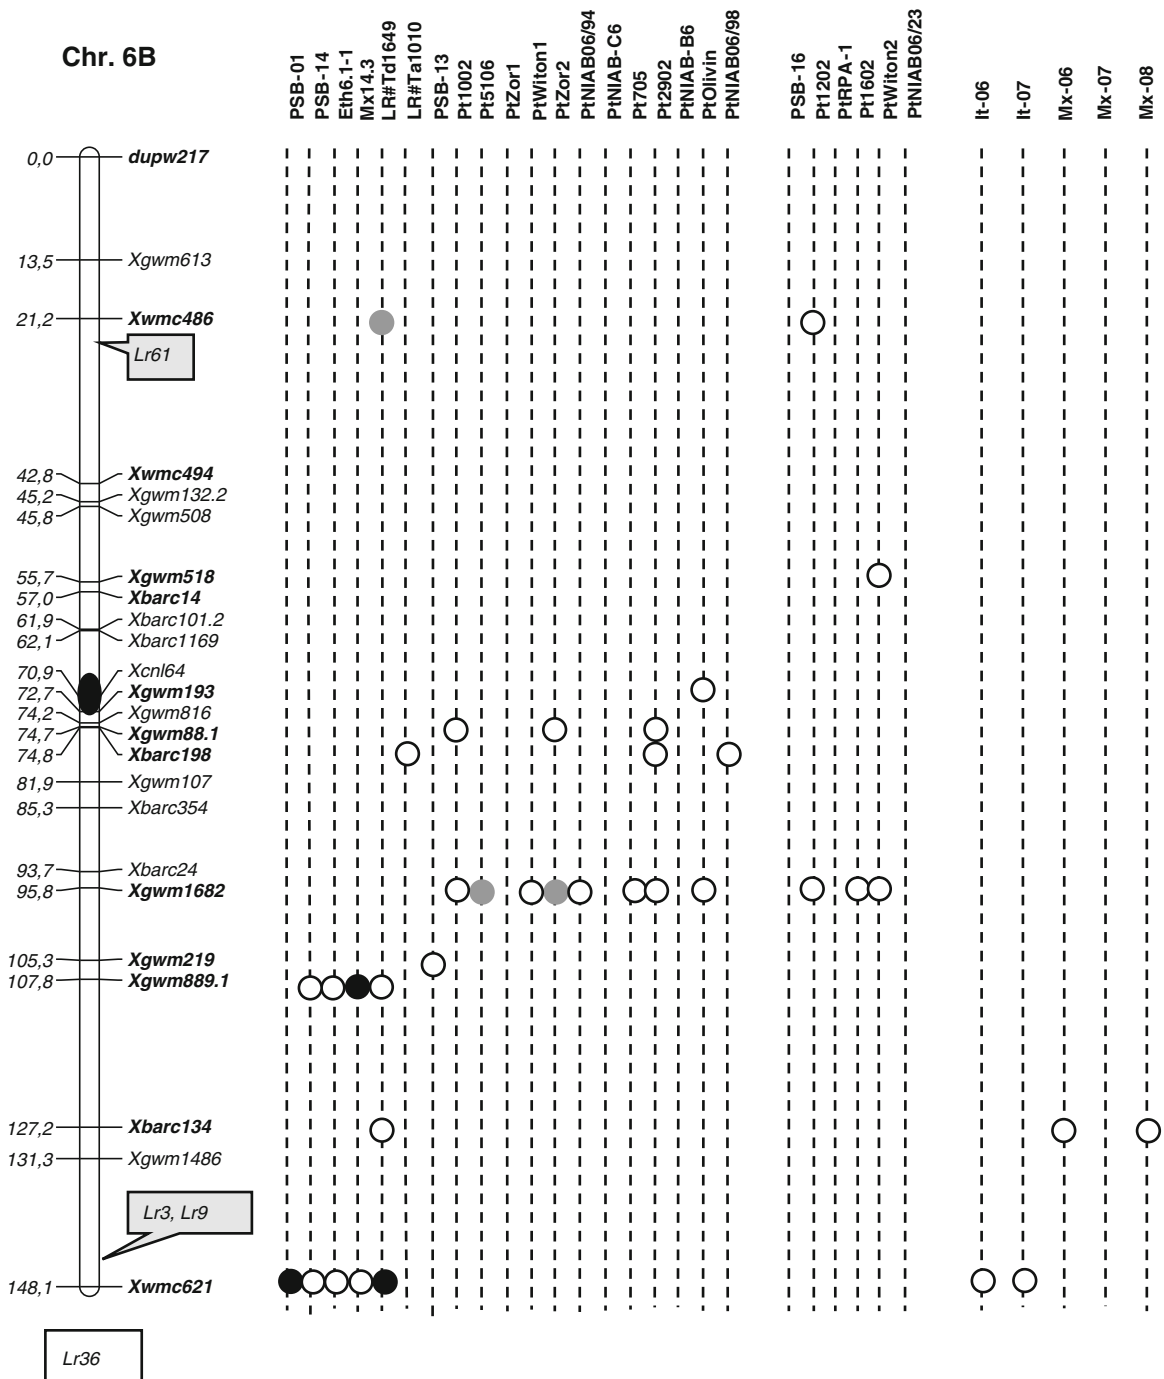 Chr. 6B
PSB-01
PSB-14
Eth6.1-1
Mx14.3
LR#Td1649
LR#Ta1010
PSB-13
Pt1002
Pt5106
PtZor1
PtWiton1
PtZor2
PtNIAB06/94
PtNIAB-C6
Pt705
Pt2902
PtNIAB-B6
PtOlivin
PtNIAB06/98
PSB-16
Pt1202
PtRPA-1
Pt1602
PtWiton2
PtNIAB06/23
It-06
It-07
Mx-06
Mx-07
Mx-08
0,0 dupw217
13,5 Xgwm613
21,2 Xwmc486
Lr61
42,8 Xwmc494
45,2 Xgwm132.2
45,8 Xgwm508
55,7 Xgwm518
57,0 Xbarc14
61,9 Xbarc101.2
62,1 Xbarc1169
70,9 Xcnl64
72,7 Xgwm193
74,2 Xgwm816
74,7 Xgwm88.1
74,8 Xbarc198
81,9 Xgwm107
85,3 Xbarc354
93,7 Xbarc24
95,8 Xgwm1682
105,3 Xgwm219
107,8 Xgwm889.1
127,2 Xbarc134
131,3 Xgwm1486
Lr3, Lr9
148,1 Xwmc621
Lr36